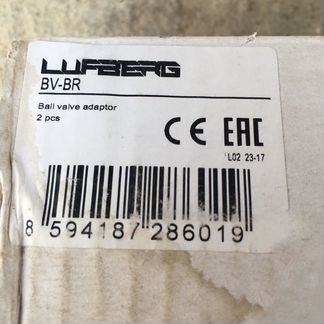 LUFBERG
BV-BR
Ball valve adaptor
2 pcs
CE EAC
L02 23-17
8 594187 286019